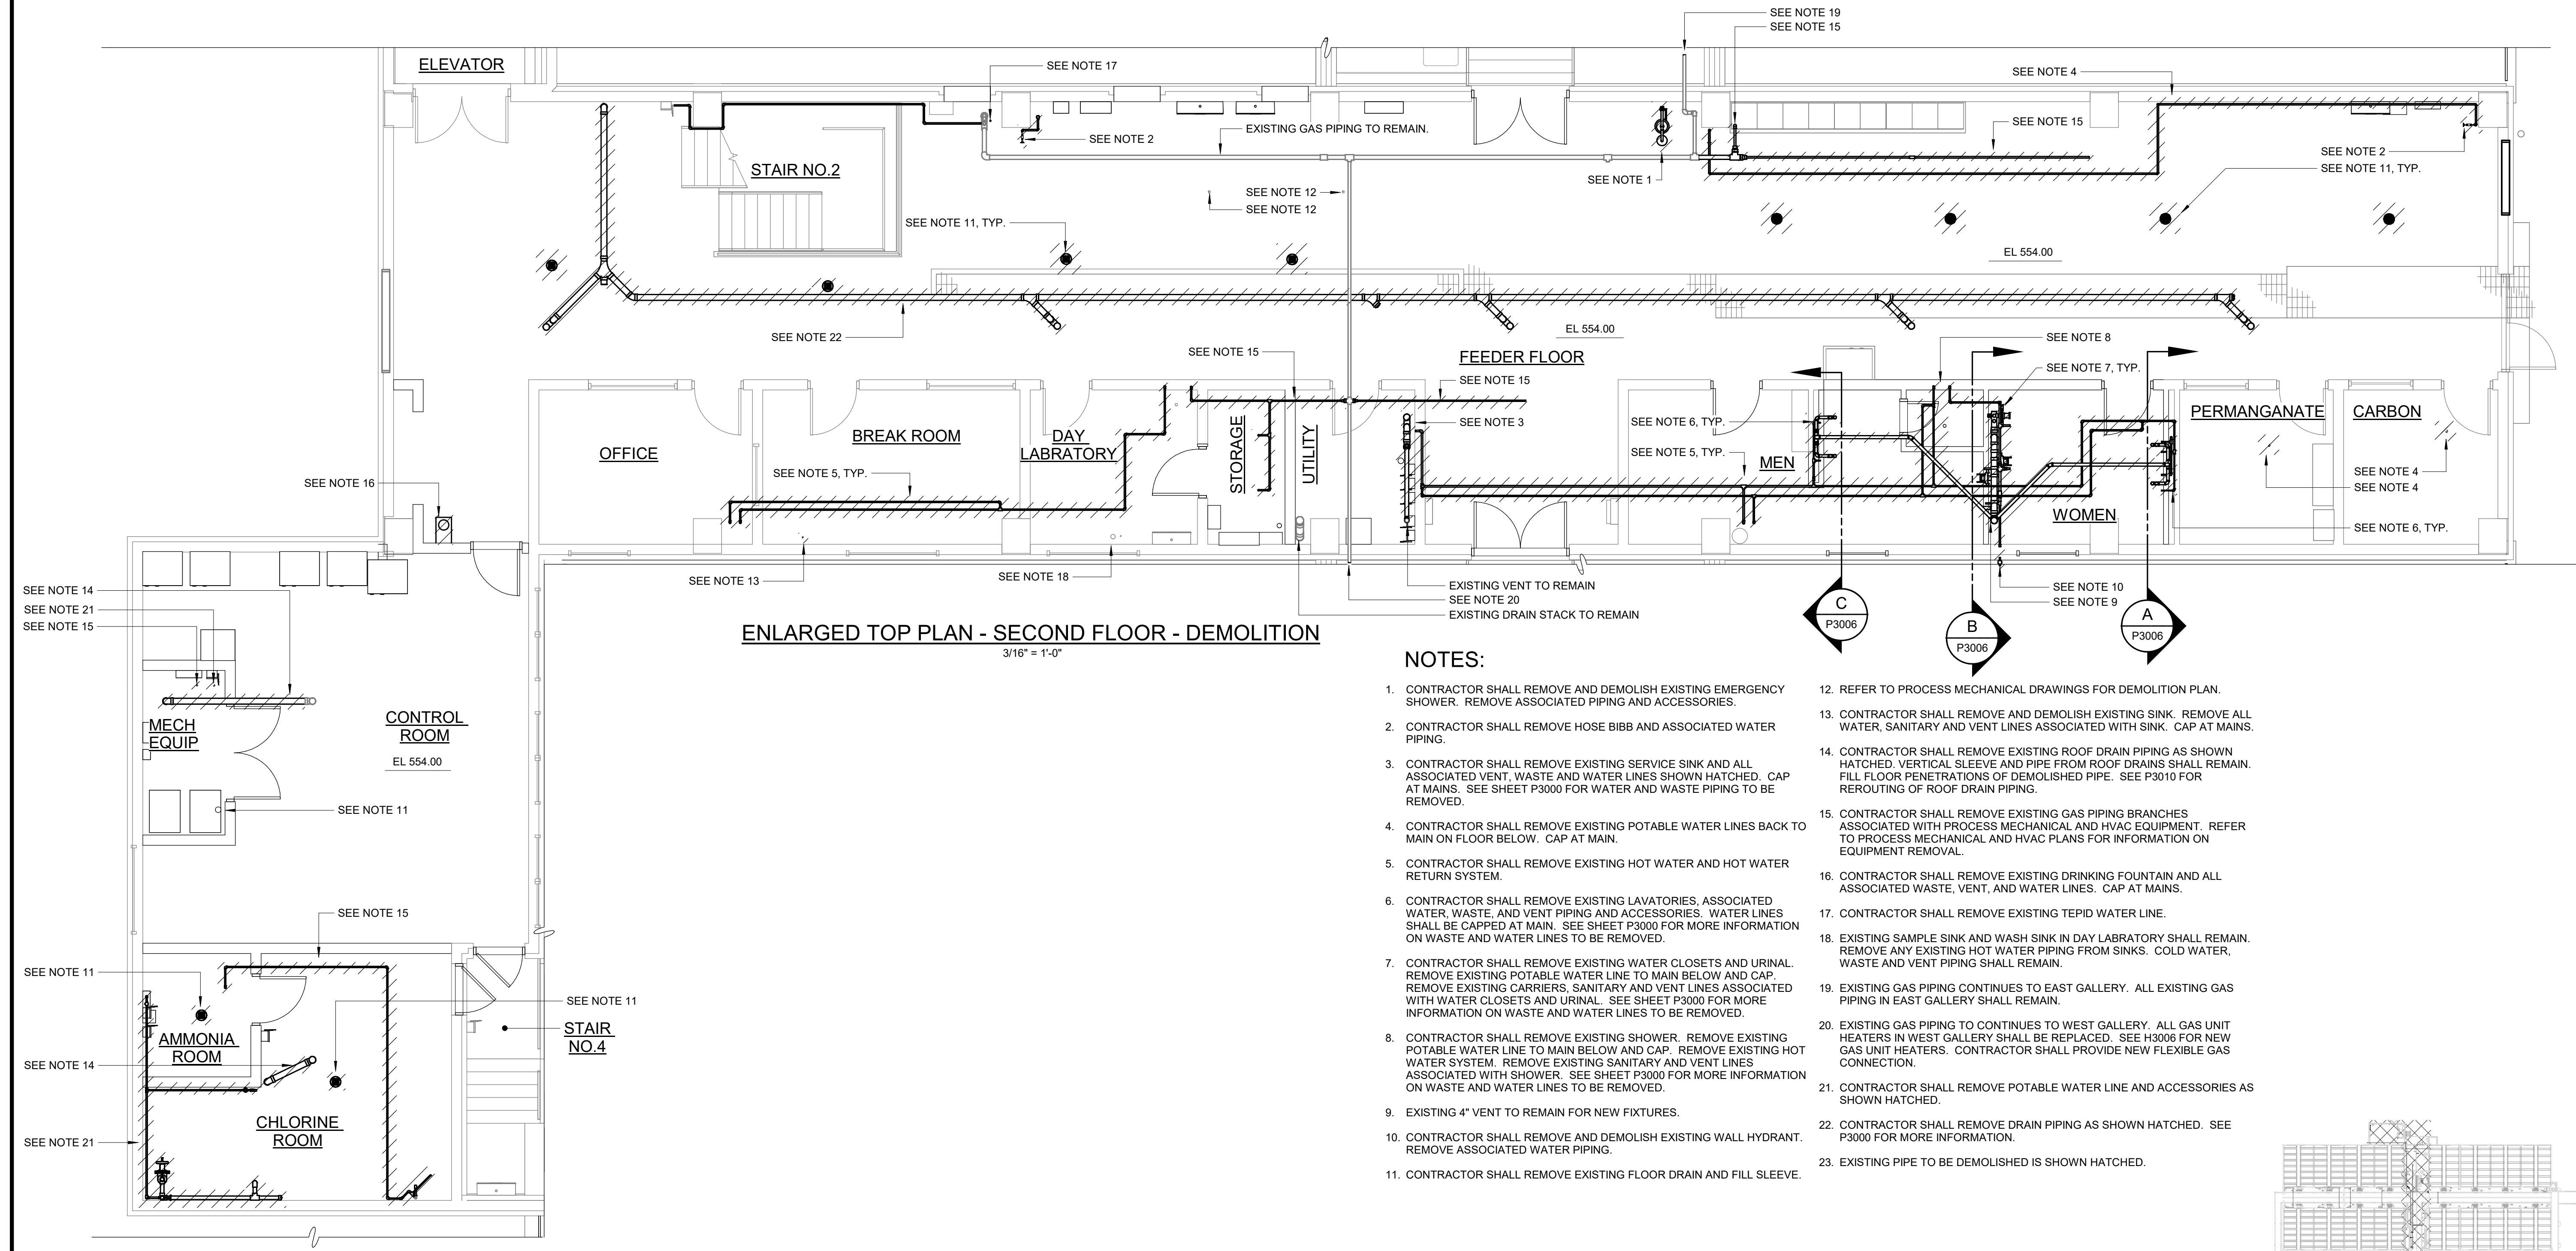 SEE NOTE 19
SEE NOTE 15
ELEVATOR
SEE NOTE 17
SEE NOTE 4
EXISTING GAS PIPING TO REMAIN.
SEE NOTE 2
SEE NOTE 15
SEE NOTE 2
STAIR NO.2
SEE NOTE 1
SEE NOTE 11, TYP.
SEE NOTE 12
SEE NOTE 12
SEE NOTE 11, TYP.
EL 554.00
SEE NOTE 22
EL 554.00
SEE NOTE 15
FEEDER FLOOR
SEE NOTE 8
SEE NOTE 7, TYP.
SEE NOTE 15
OFFICE
BREAK ROOM
DAY
LABRATORY
STORAGE
UTILITY
SEE NOTE 3
SEE NOTE 6, TYP.
SEE NOTE 5, TYP.
MEN
PERMANGANATE
CARBON
SEE NOTE 5, TYP.
SEE NOTE 4
SEE NOTE 4
SEE NOTE 16
WOMEN
SEE NOTE 6, TYP.
SEE NOTE 13
SEE NOTE 18
EXISTING VENT TO REMAIN
SEE NOTE 20
EXISTING DRAIN STACK TO REMAIN
SEE NOTE 10
SEE NOTE 9
C
P3006
B
P3006
A
P3006
SEE NOTE 14
SEE NOTE 21
SEE NOTE 15
ENLARGED TOP PLAN - SECOND FLOOR - DEMOLITION
3/16" = 1'-0"
MECH
EQUIP
CONTROL
ROOM
EL 554.00
SEE NOTE 11
SEE NOTE 15
SEE NOTE 11
SEE NOTE 11
AMMONIA
ROOM
STAIR
NO.4
SEE NOTE 14
CHLORINE
ROOM
SEE NOTE 21
NOTES:
1. CONTRACTOR SHALL REMOVE AND DEMOLISH EXISTING EMERGENCY
SHOWER. REMOVE ASSOCIATED PIPING AND ACCESSORIES.
2. CONTRACTOR SHALL REMOVE HOSE BIBB AND ASSOCIATED WATER
PIPING.
3. CONTRACTOR SHALL REMOVE EXISTING SERVICE SINK AND ALL
ASSOCIATED VENT, WASTE AND WATER LINES SHOWN HATCHED. CAP
AT MAINS. SEE SHEET P3000 FOR WATER AND WASTE PIPING TO BE
REMOVED.
4. CONTRACTOR SHALL REMOVE EXISTING POTABLE WATER LINES BACK TO
MAIN ON FLOOR BELOW. CAP AT MAIN.
5. CONTRACTOR SHALL REMOVE EXISTING HOT WATER AND HOT WATER
RETURN SYSTEM.
6. CONTRACTOR SHALL REMOVE EXISTING LAVATORIES, ASSOCIATED
WATER, WASTE, AND VENT PIPING AND ACCESSORIES. WATER LINES
SHALL BE CAPPED AT MAIN. SEE SHEET P3000 FOR MORE INFORMATION
ON WASTE AND WATER LINES TO BE REMOVED.
7. CONTRACTOR SHALL REMOVE EXISTING WATER CLOSETS AND URINAL.
REMOVE EXISTING POTABLE WATER LINE TO MAIN BELOW AND CAP.
REMOVE EXISTING CARRIERS, SANITARY AND VENT LINES ASSOCIATED
WITH WATER CLOSETS AND URINAL. SEE SHEET P3000 FOR MORE
INFORMATION ON WASTE AND WATER LINES TO BE REMOVED.
8. CONTRACTOR SHALL REMOVE EXISTING SHOWER. REMOVE EXISTING
POTABLE WATER LINE TO MAIN BELOW AND CAP. REMOVE EXISTING HOT
WATER SYSTEM. REMOVE EXISTING SANITARY AND VENT LINES
ASSOCIATED WITH SHOWER. SEE SHEET P3000 FOR MORE INFORMATION
ON WASTE AND WATER LINES TO BE REMOVED.
9. EXISTING 4" VENT TO REMAIN FOR NEW FIXTURES.
10. CONTRACTOR SHALL REMOVE AND DEMOLISH EXISTING WALL HYDRANT.
REMOVE ASSOCIATED WATER PIPING.
11. CONTRACTOR SHALL REMOVE EXISTING FLOOR DRAIN AND FILL SLEEVE.
12. REFER TO PROCESS MECHANICAL DRAWINGS FOR DEMOLITION PLAN.
13. CONTRACTOR SHALL REMOVE AND DEMOLISH EXISTING SINK. REMOVE ALL
WATER, SANITARY AND VENT LINES ASSOCIATED WITH SINK. CAP AT MAINS.
14. CONTRACTOR SHALL REMOVE EXISTING ROOF DRAIN PIPING AS SHOWN
HATCHED. VERTICAL SLEEVE AND PIPE FROM ROOF DRAINS SHALL REMAIN.
FILL FLOOR PENETRATIONS OF DEMOLISHED PIPE. SEE P3010 FOR
REROUTING OF ROOF DRAIN PIPING.
15. CONTRACTOR SHALL REMOVE EXISTING GAS PIPING BRANCHES
ASSOCIATED WITH PROCESS MECHANICAL AND HVAC EQUIPMENT. REFER
TO PROCESS MECHANICAL AND HVAC PLANS FOR INFORMATION ON
EQUIPMENT REMOVAL.
16. CONTRACTOR SHALL REMOVE EXISTING DRINKING FOUNTAIN AND ALL
ASSOCIATED WASTE, VENT, AND WATER LINES. CAP AT MAINS.
17. CONTRACTOR SHALL REMOVE EXISTING TEPID WATER LINE.
18. EXISTING SAMPLE SINK AND WASH SINK IN DAY LABRATORY SHALL REMAIN.
REMOVE ANY EXISTING HOT WATER PIPING FROM SINKS. COLD WATER,
WASTE AND VENT PIPING SHALL REMAIN.
19. EXISTING GAS PIPING CONTINUES TO EAST GALLERY. ALL EXISTING GAS
PIPING IN EAST GALLERY SHALL REMAIN.
20. EXISTING GAS PIPING TO CONTINUES TO WEST GALLERY. ALL GAS UNIT
HEATERS IN WEST GALLERY SHALL BE REPLACED. SEE H3006 FOR NEW
GAS UNIT HEATERS. CONTRACTOR SHALL PROVIDE NEW FLEXIBLE GAS
CONNECTION.
21. CONTRACTOR SHALL REMOVE POTABLE WATER LINE AND ACCESSORIES AS
SHOWN HATCHED.
22. CONTRACTOR SHALL REMOVE DRAIN PIPING AS SHOWN HATCHED. SEE
P3000 FOR MORE INFORMATION.
23. EXISTING PIPE TO BE DEMOLISHED IS SHOWN HATCHED.